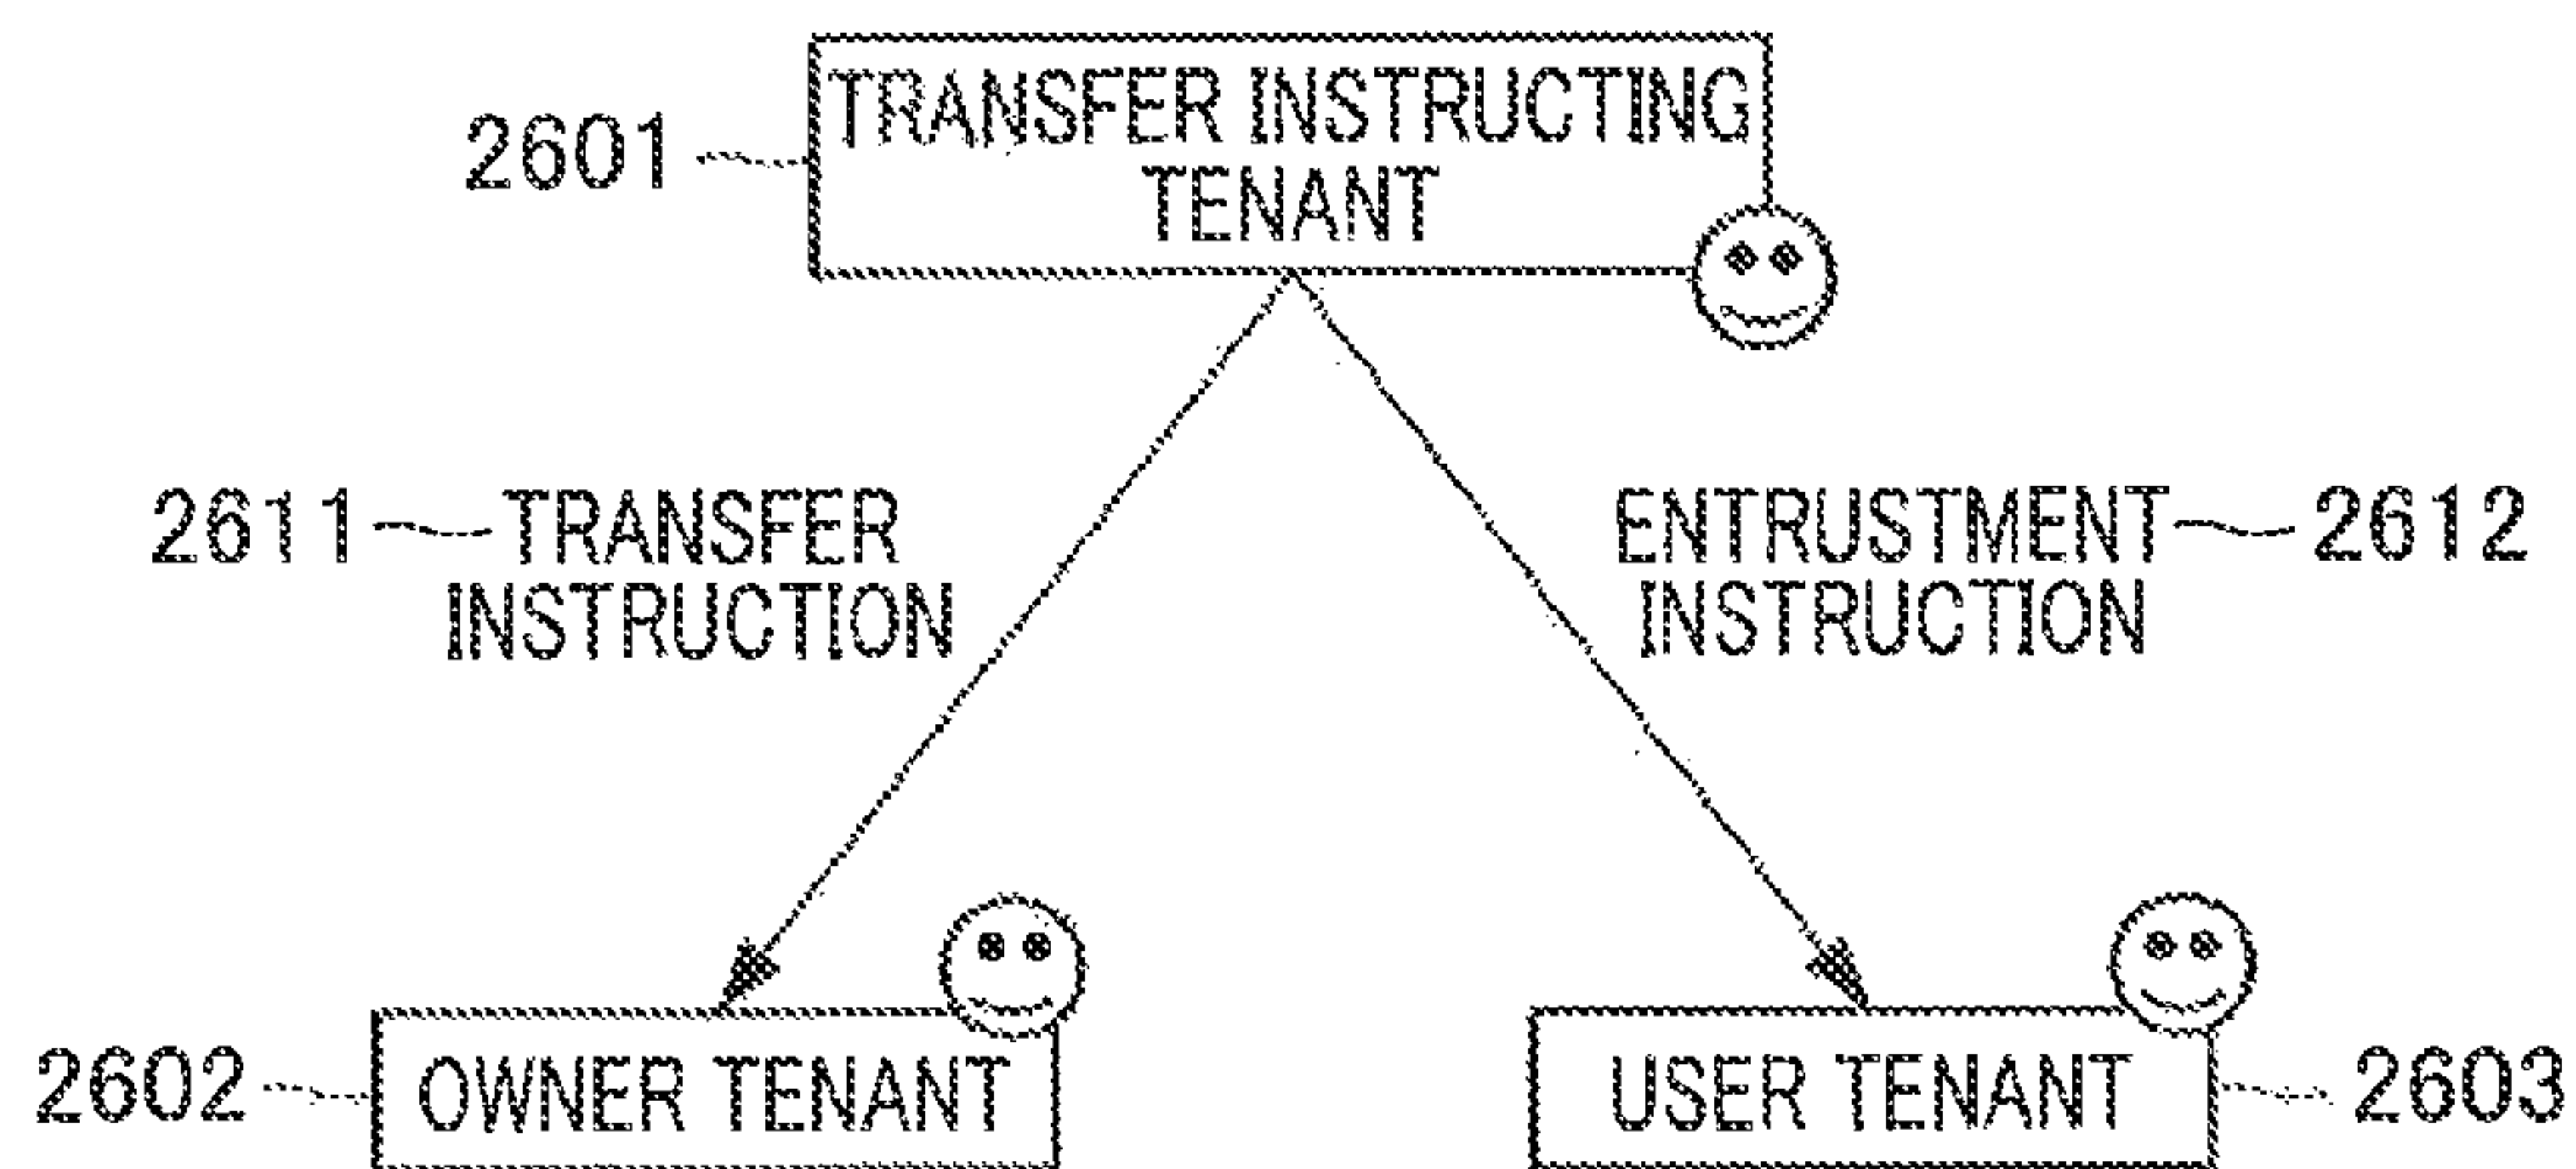 2601
TRANSFER INSTRUCTING
TENANT
2611 TRANSFER
INSTRUCTION
ENTRUSTMENT 2612
INSTRUCTION
2602 OWNER TENANT
USER TENANT 2603